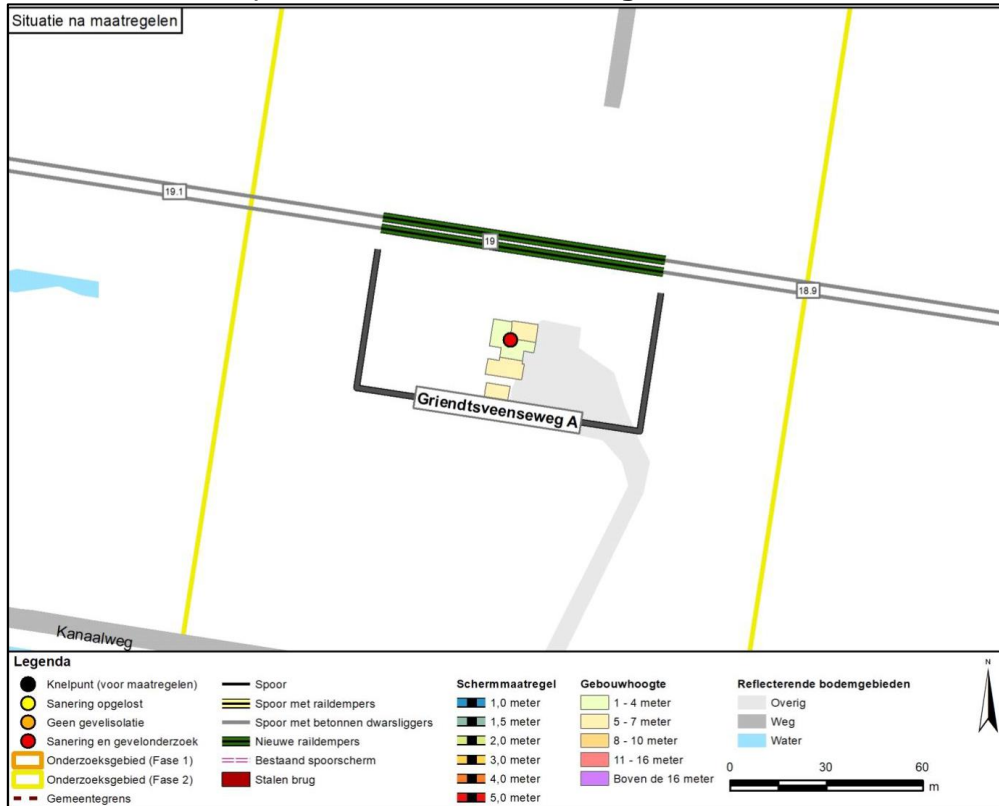 Situatie na maatregelen
19.1
19
18.9
Griendtsveenseweg A
Kanaalweg
Legenda
Knelpunt (voor maatregelen)
Sanering opgelost
Geen gevelisolatie
Sanering en gevelonderzoek
Onderzoeksgebied (Fase 1)
Onderzoeksgebied (Fase 2)
Gemeentegrens
Spoor
Spoor met raildempers
Spoor met betonnen dwarsliggers
Nieuwe raildempers
Bestaand spoorscherm
Stalen brug
Schermmaatregel
1,0 meter
1,5 meter
2,0 meter
3,0 meter
4,0 meter
5,0 meter
Gebouwhoogte
1 - 4 meter
5 - 7 meter
8 - 10 meter
11 - 16 meter
Boven de 16 meter
Reflecterende bodemgebieden
Overig
Weg
Water
N
0 30 60
m